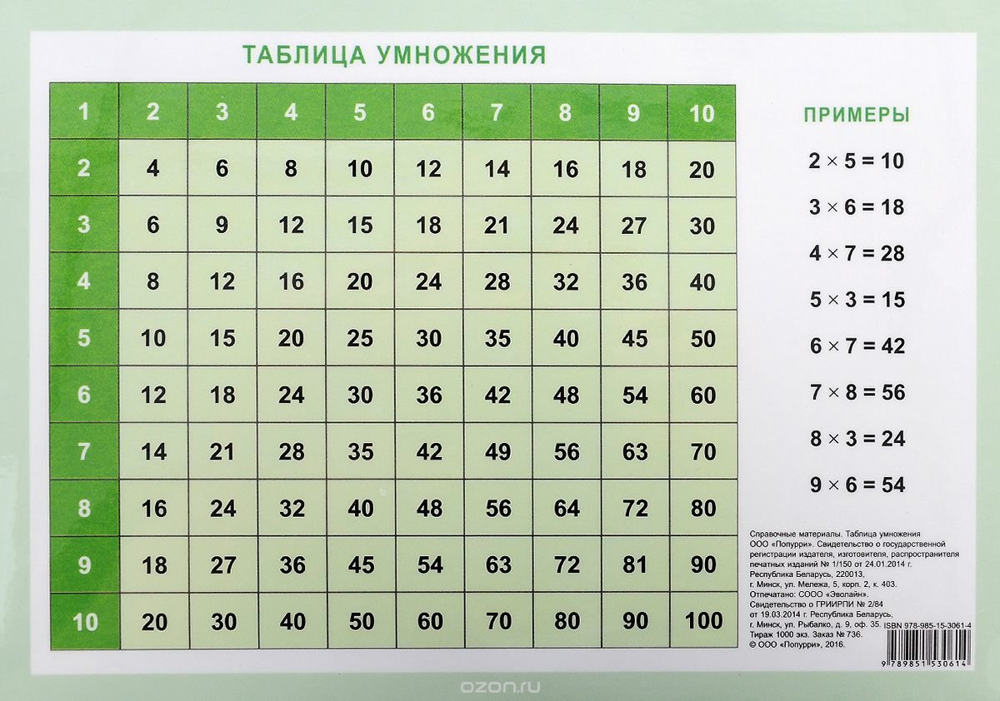 ТАБЛИЦА УМНОЖЕНИЯ
1 2 3 4 5 6 7 8 9 10
2 4 6 8 10 12 14 16 18 20
3 6 9 12 15 18 21 24 27 30
4 8 12 16 20 24 28 32 36 40
5 10 15 20 25 30 35 40 45 50
6 12 18 24 30 36 42 48 54 60
7 14 21 28 35 42 49 56 63 70
8 16 24 32 40 48 56 64 72 80
9 18 27 36 45 54 63 72 81 90
10 20 30 40 50 60 70 80 90 100
ПРИМЕРЫ
2 × 5 = 10
3 × 6 = 18
4 × 7 = 28
5 × 3 = 15
6 × 7 = 42
7 × 8 = 56
8 × 3 = 24
9 × 6 = 54
Справочные материалы. Таблица умножения
ООО «Попурри». Свидетельство о государственной
регистрации издателя, изготовителя, распространителя
печатных изданий № 1/150 от 24.01.2014 г.
Республика Беларусь, 220013,
г. Минск, ул. Мележа, 5, корп. 2, к. 403.
Отпечатано: СООО «Эволайн».
Свидетельство о ГРИИРПИ № 2/84
от 19.03.2014 г. Республика Беларусь,
г. Минск, ул. Рыбалко, д. 9, оф. 35.
Тираж 1000 экз. Заказ № 736.
© ООО «Попурри», 2016.
ISBN 978-985-15-3061-4
9 789851 530614
ozon.ru